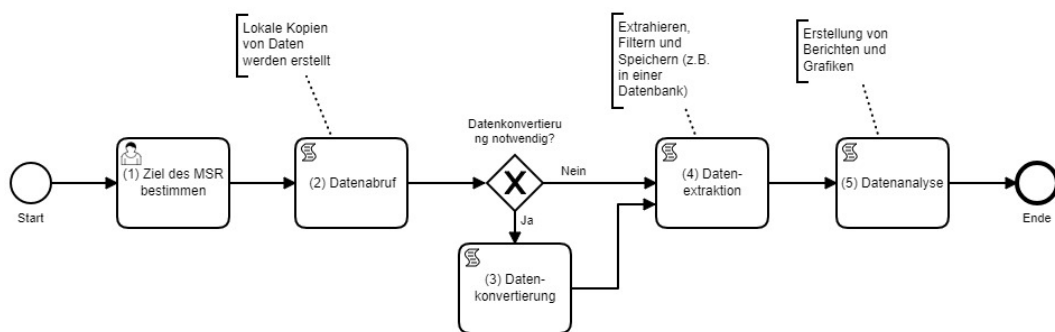 Lokale Kopien
von Daten
werden erstellt
Extrahieren,
Filtern und
Speichern (z.B.
in einer
Datenbank)
Erstellung von
Berichten und
Grafiken
Datenkonvertieru
ng notwendig?
(1) Ziel des MSR
bestimmen
(2) Datenabruf
Nein
(4) Daten-
extraktion
(5) Datenanalyse
Start
Ja
Ende
(3) Daten-
konvertierung